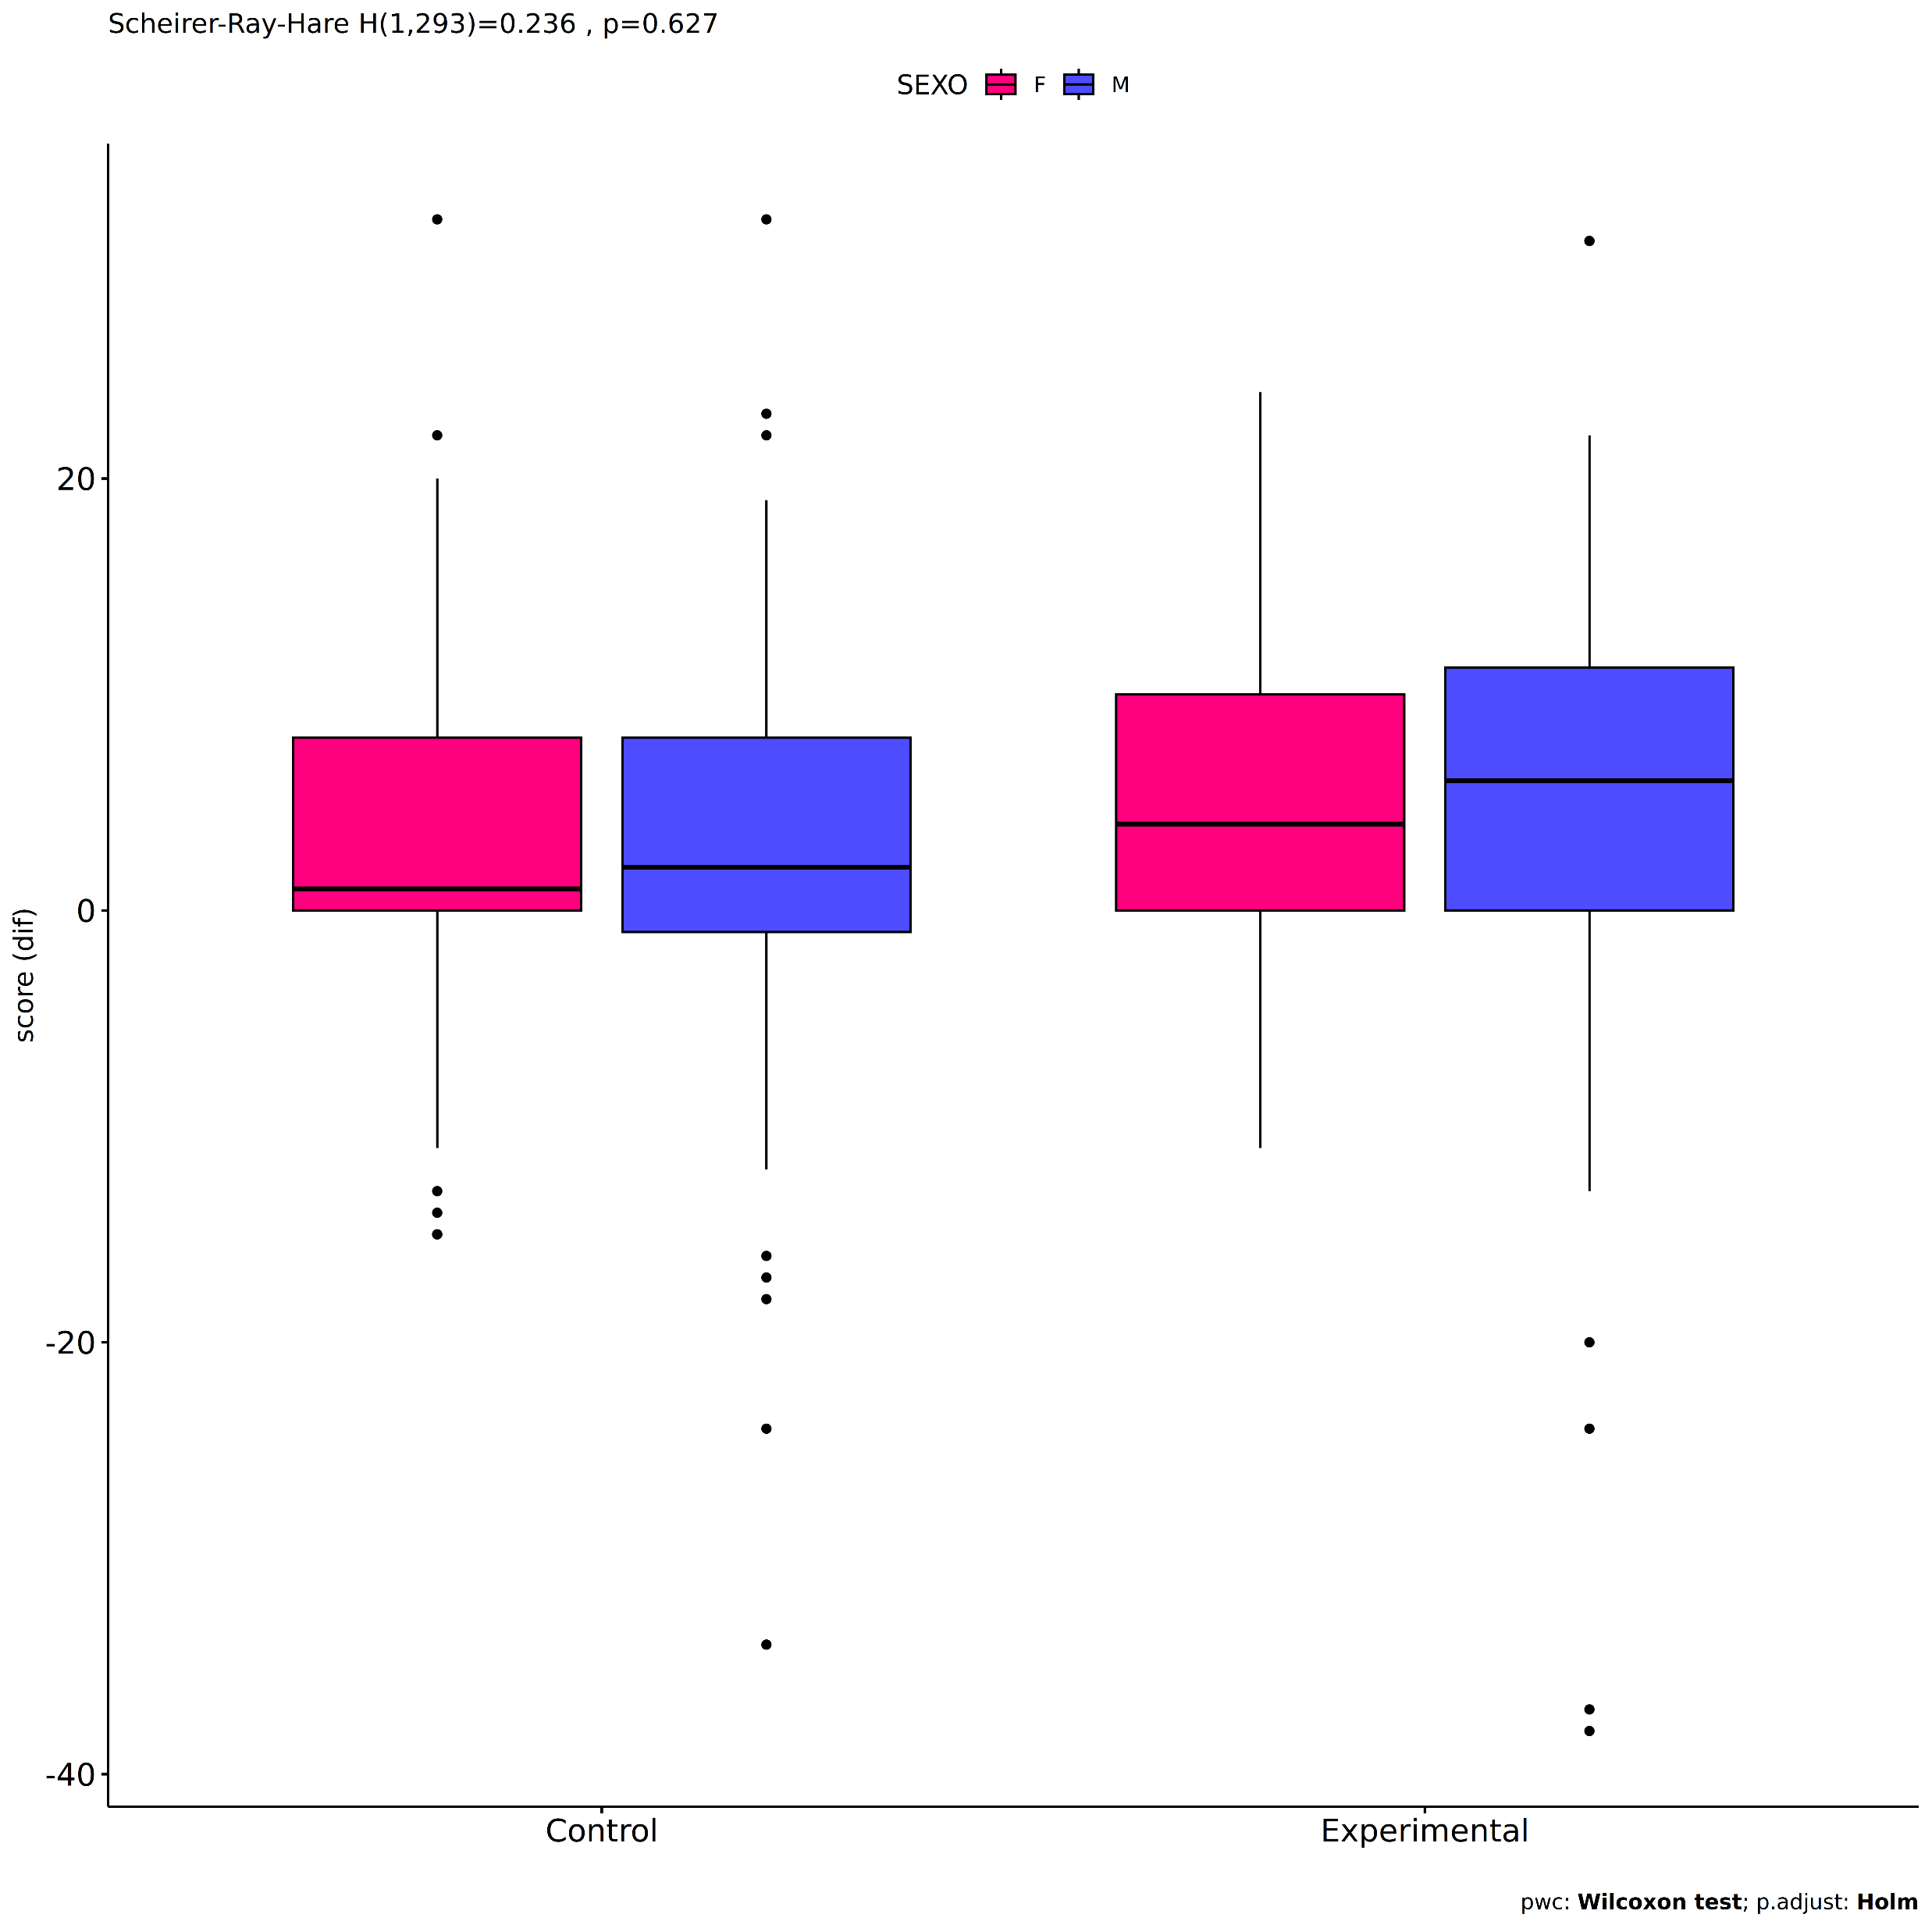 Scheirer-Ray-Hare H(1,293)=0.236 , p=0.627
SEXO F M
score (dif)
20
0
-20
-40
Control Experimental
pwc: Wilcoxon test; p.adjust: Holm